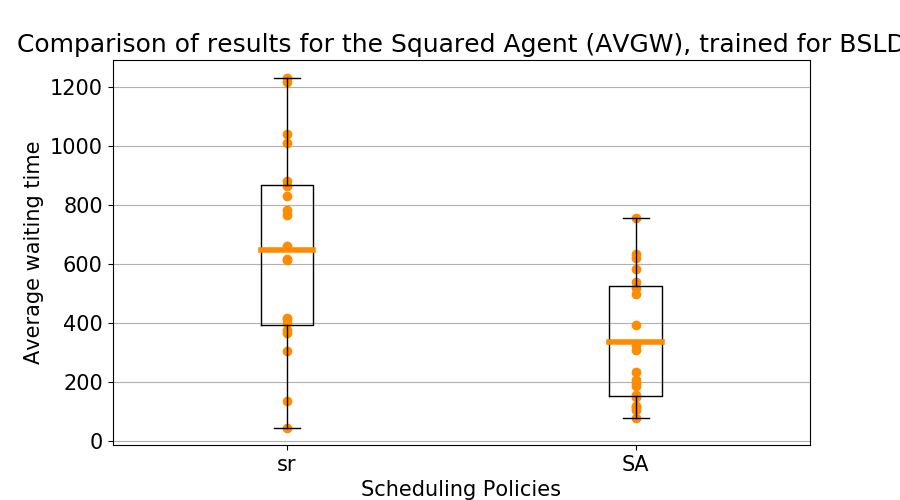 Comparison of results for the Squared Agent (AVGW), trained for BSLD
Average waiting time
1200
1000
800
600
400
200
0
sr
SA
Scheduling Policies